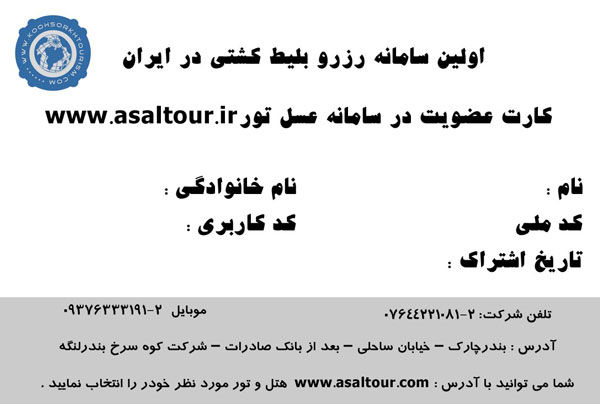 WWW.KOOHSORKHTOURISM.COM
اولین سامانه رزرو بلیط کشتی در ایران
کارت عضویت در سامانه عسل تور www.asaltour.ir
نام : نام خانوادگی :
کد ملی کد کاربری :
تاریخ اشتراک :
تلفن شرکت: ۲-۰۷۶۴۴۲۲۱۰۸۱ موبایل ۲-۰۹۳۷۶۳۳۳۱۹۱
آدرس : بندرچارک – خیابان ساحلی – بعد از بانک صادرات – شرکت کوه سرخ بندرلنگه
شما می توانید با آدرس : www.asaltour.com هتل و تور مورد نظر خودر را انتخاب نمایید .